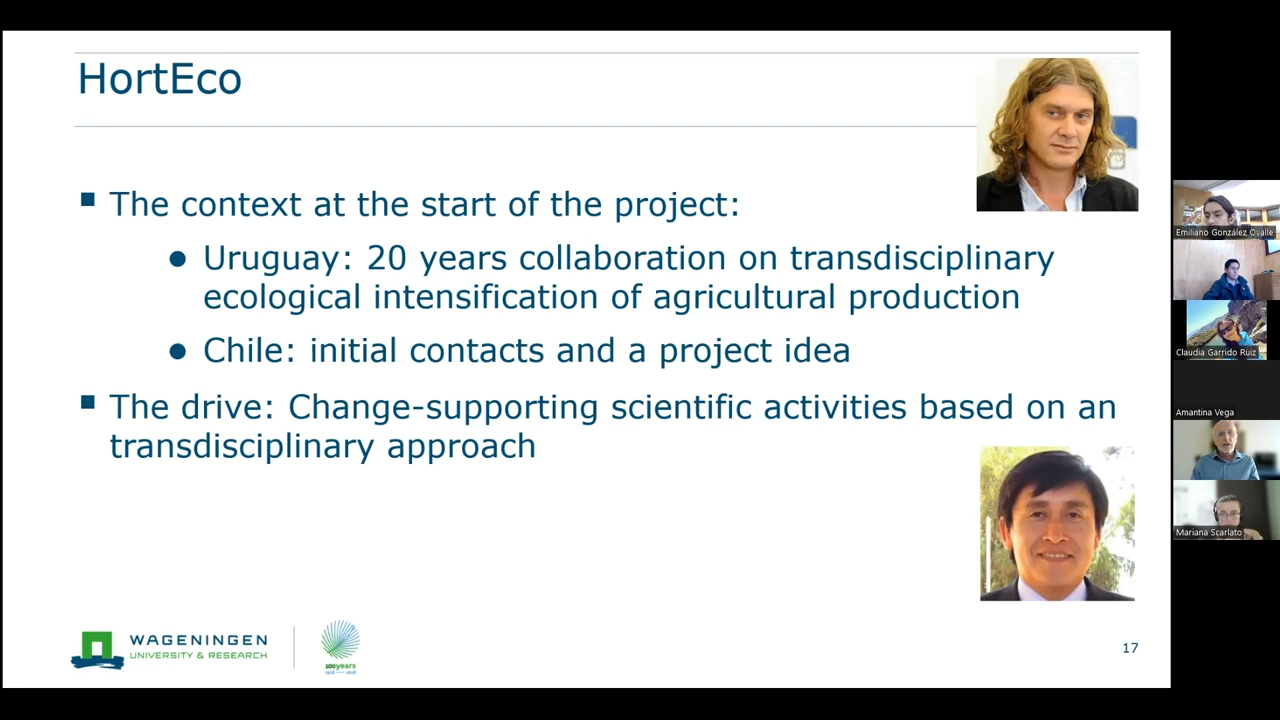 HortEco
▪ The context at the start of the project:
● Uruguay: 20 years collaboration on transdisciplinary
ecological intensification of agricultural production
● Chile: initial contacts and a project idea
▪ The drive: Change-supporting scientific activities based on an
transdisciplinary approach
WAGENINGEN
UNIVERSITY & RESEARCH
100years
17
Emiliano González Ovalle
Claudia Garrido Ruiz
Amantina Vega
Mariana Scarlato